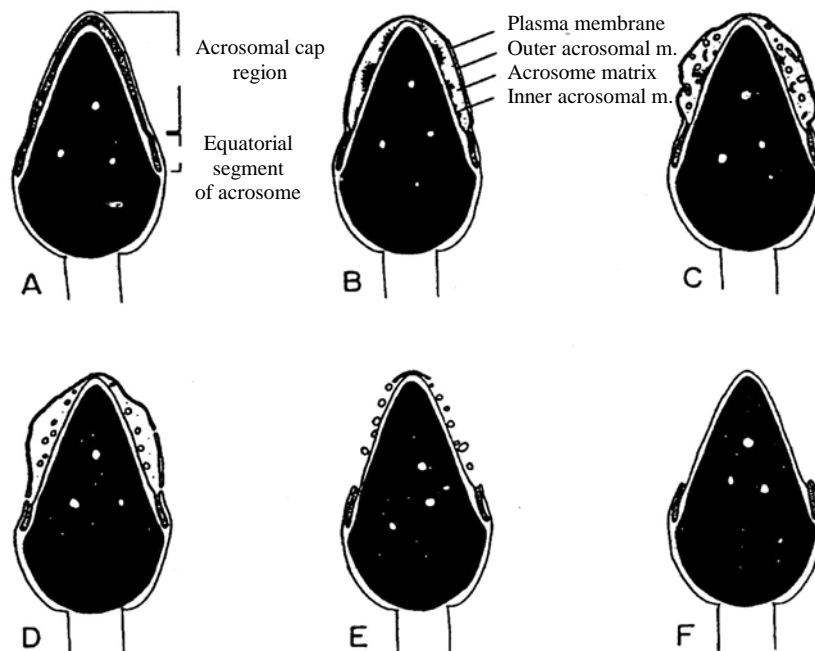 Acrosomal cap
region
Equatorial
segment
of acrosome
A
Plasma membrane
Outer acrosomal m.
Acrosome matrix
Inner acrosomal m.
B
C
D
E
F